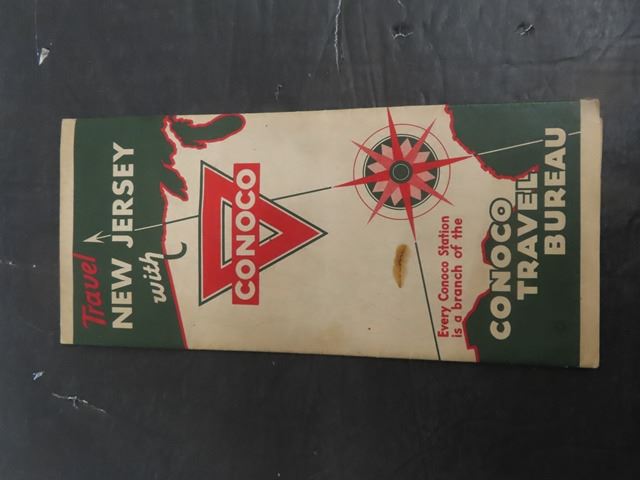 Travel
NEW JERSEY
with
CONOCO
Every Conoco Station
is a branch of the
CONOCO
TRAVEL
BUREAU